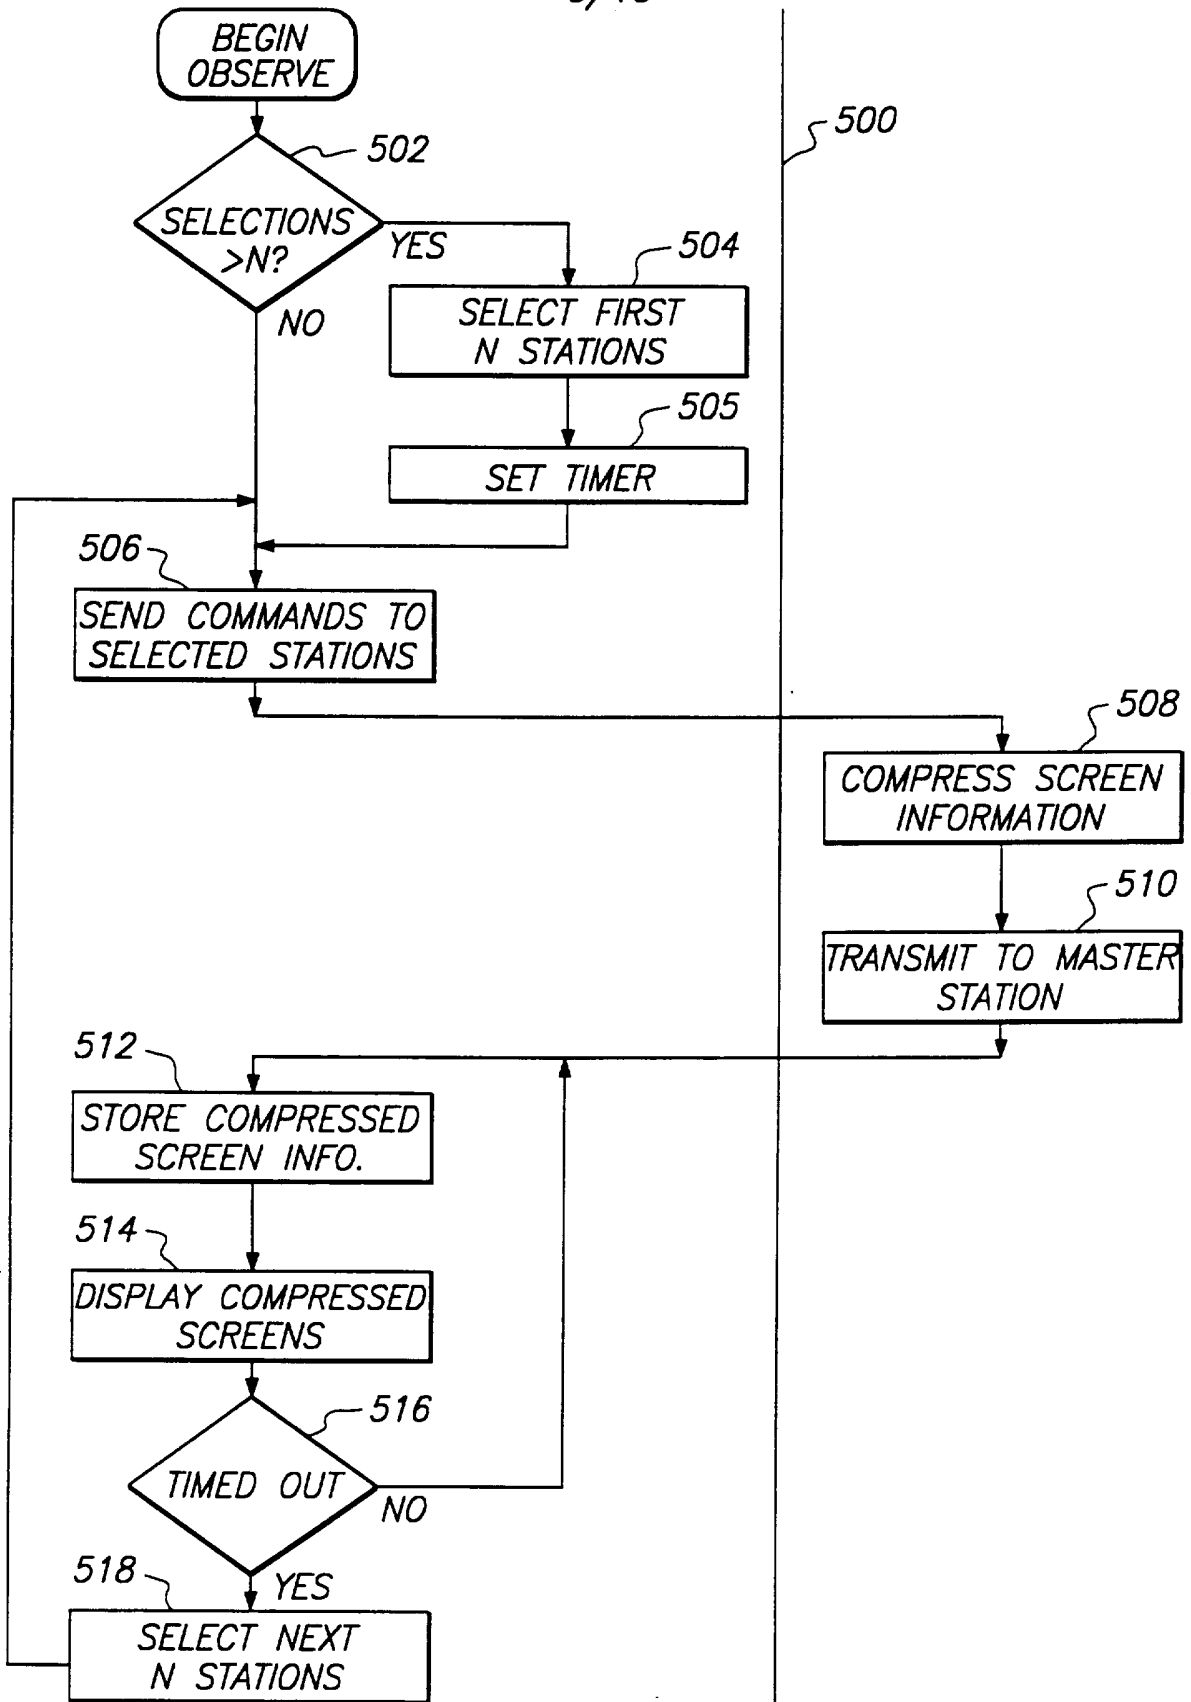 BEGIN
OBSERVE
502
500
SELECTIONS
>N?
YES
NO
504
SELECT FIRST
N STATIONS
505
SET TIMER
506
SEND COMMANDS TO
SELECTED STATIONS
508
COMPRESS SCREEN
INFORMATION
510
TRANSMIT TO MASTER
STATION
512
STORE COMPRESSED
SCREEN INFO.
514
DISPLAY COMPRESSED
SCREENS
516
TIMED OUT
NO
YES
518
SELECT NEXT
N STATIONS